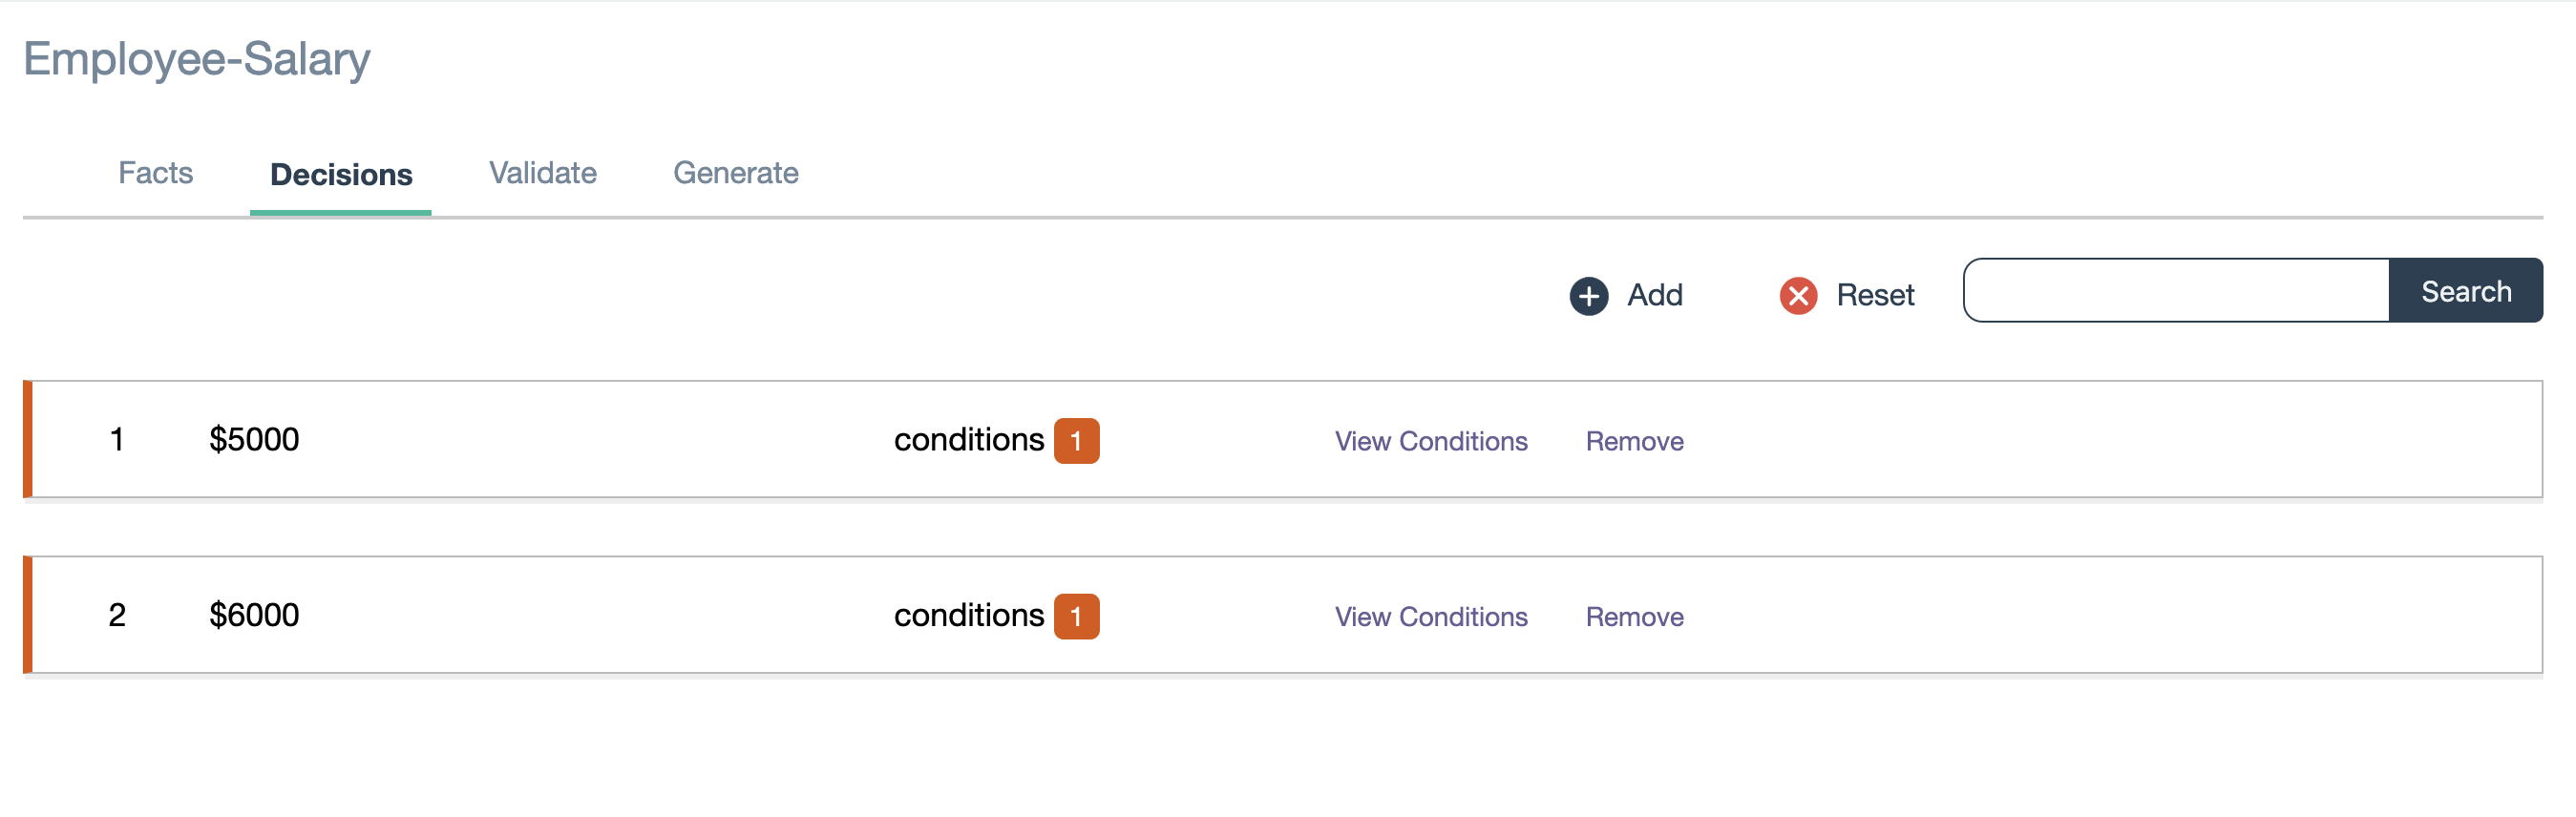 Employee-Salary
Facts Decisions Validate Generate
Add Reset Search
1 $5000 conditions 1 View Conditions Remove
2 $6000 conditions 1 View Conditions Remove